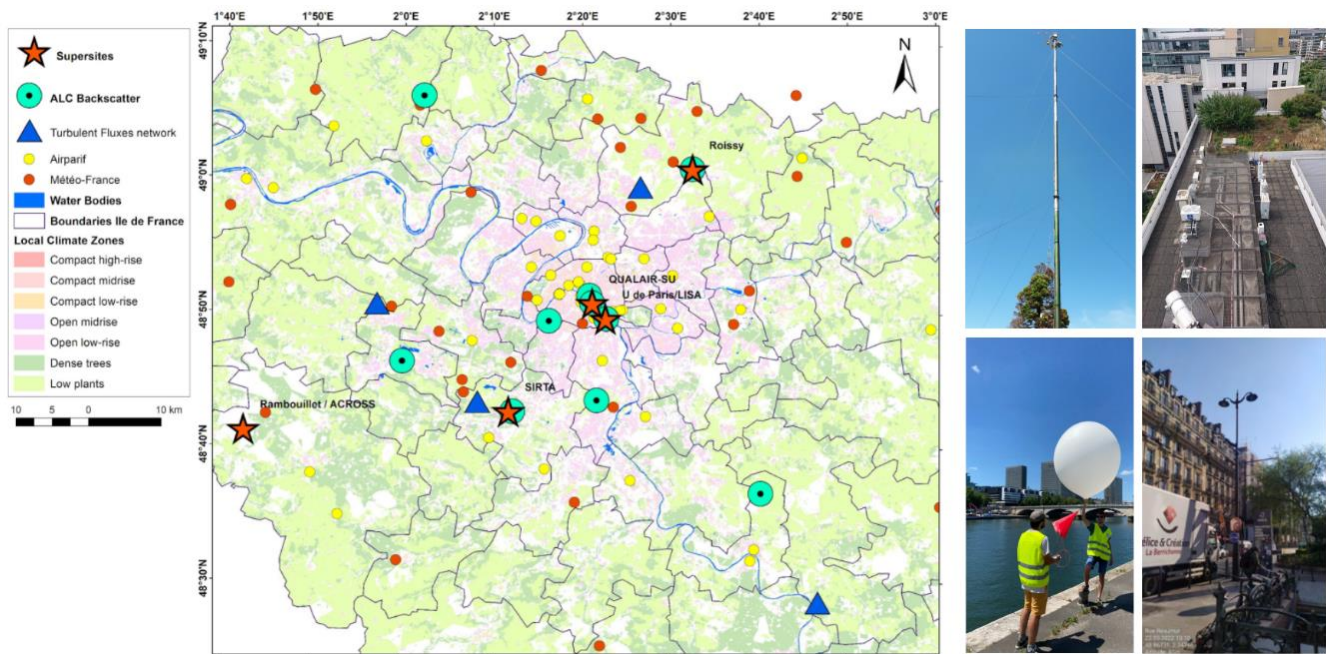 Supersites
ALC Backscatter
Turbulent Fluxes network
Airparif
Météo-France
Water Bodies
Boundaries Ile de France
Local Climate Zones
Compact high-rise
Compact midrise
Compact low-rise
Open midrise
Open low-rise
Dense trees
Low plants
10 5 0 10 km
1°40'E 1°50'E 2°0'E 2°10'E 2°20'E 2°30'E 2°40'E 2°50'E 3°0'E
49°10'N
49°0'N
48°50'N
48°40'N
48°30'N
N
Roissy
QUALAIR-SU
U de Paris/LISA
SIRTA
Rambouillet / ACROSS
élice & Création
La Berrichonne